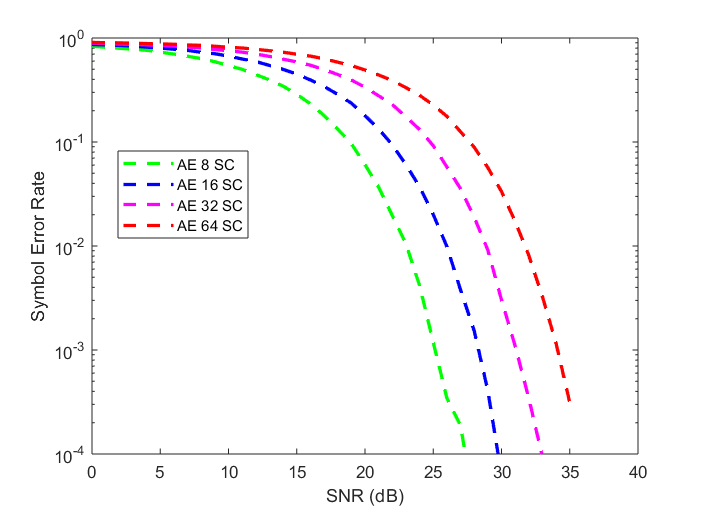 10^0
10^-1
10^-2
10^-3
10^-4
Symbol Error Rate
AE 8 SC
AE 16 SC
AE 32 SC
AE 64 SC
0 5 10 15 20 25 30 35 40
SNR (dB)